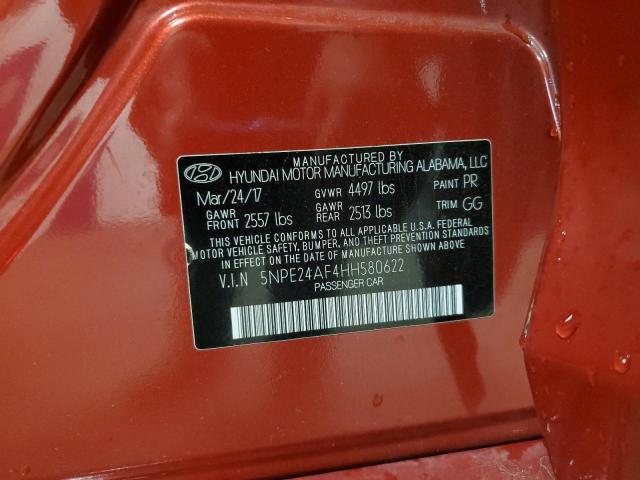 MANUFACTURED BY
HYUNDAI MOTOR MANUFACTURING ALABAMA, LLC
Mar/24/17 GVWR 4497 lbs PAINT PR
GAWR FRONT 2557 lbs GAWR REAR 2513 lbs TRIM GG
THIS VEHICLE CONFORMS TO ALL APPLICABLE U.S.A. FEDERAL
MOTOR VEHICLE SAFETY, BUMPER, AND THEFT PREVENTION STANDARDS
IN EFFECT ON THE DATE OF MANUFACTURE SHOWN ABOVE.
V.I.N 5NPE24AF4HH580622
PASSENGER CAR